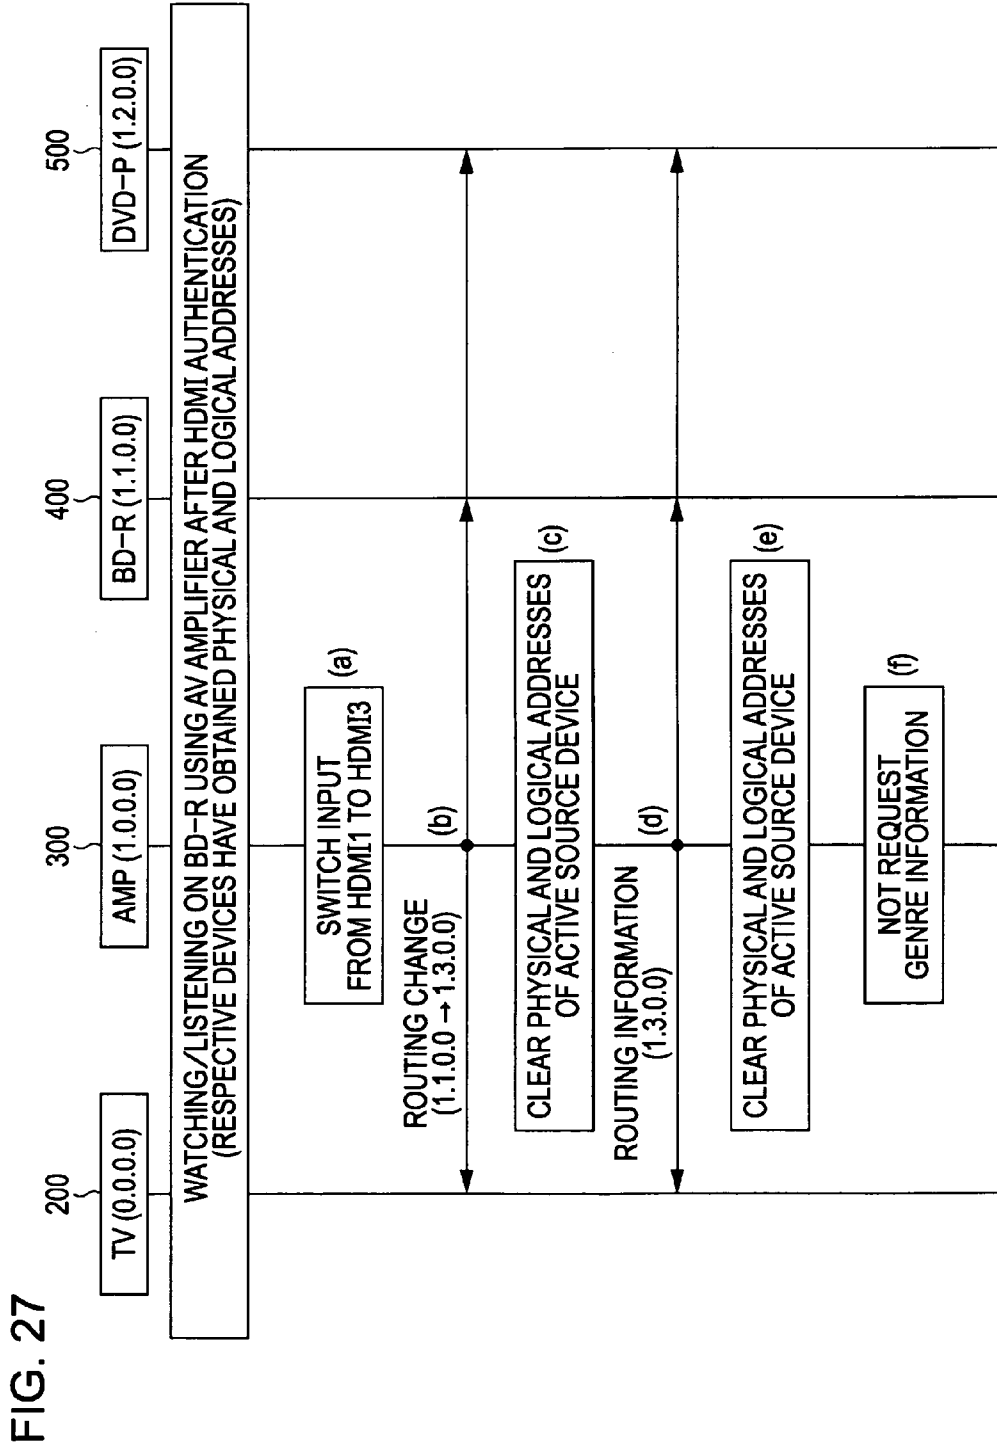 FIG. 27
200
300
400
500
TV (0.0.0.0)
AMP (1.0.0.0)
BD-R (1.1.0.0)
DVD-P (1.2.0.0)
WATCHING/LISTENING ON BD-R USING AV AMPLIFIER AFTER HDMI AUTHENTICATION
(RESPECTIVE DEVICES HAVE OBTAINED PHYSICAL AND LOGICAL ADDRESSES)
SWITCH INPUT
FROM HDMI1 TO HDMI3
(a)
ROUTING CHANGE
(1.1.0.0 → 1.3.0.0)
(b)
CLEAR PHYSICAL AND LOGICAL ADDRESSES
OF ACTIVE SOURCE DEVICE
(c)
ROUTING INFORMATION
(1.3.0.0)
(d)
CLEAR PHYSICAL AND LOGICAL ADDRESSES
OF ACTIVE SOURCE DEVICE
(e)
NOT REQUEST
GENRE INFORMATION
(f)